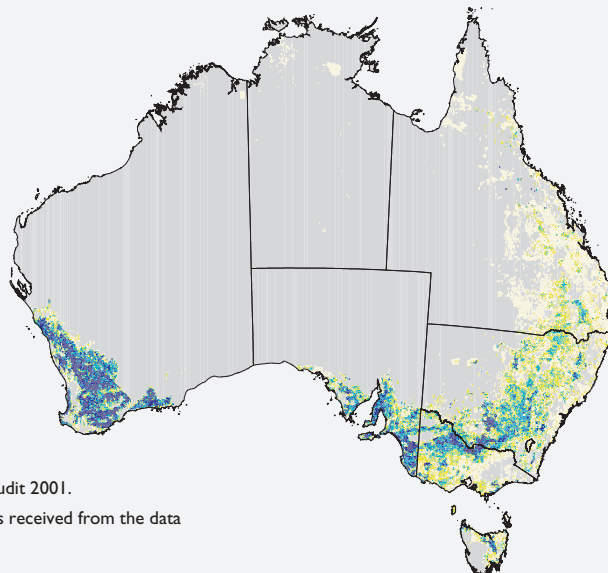 udit 2001.
s received from the data